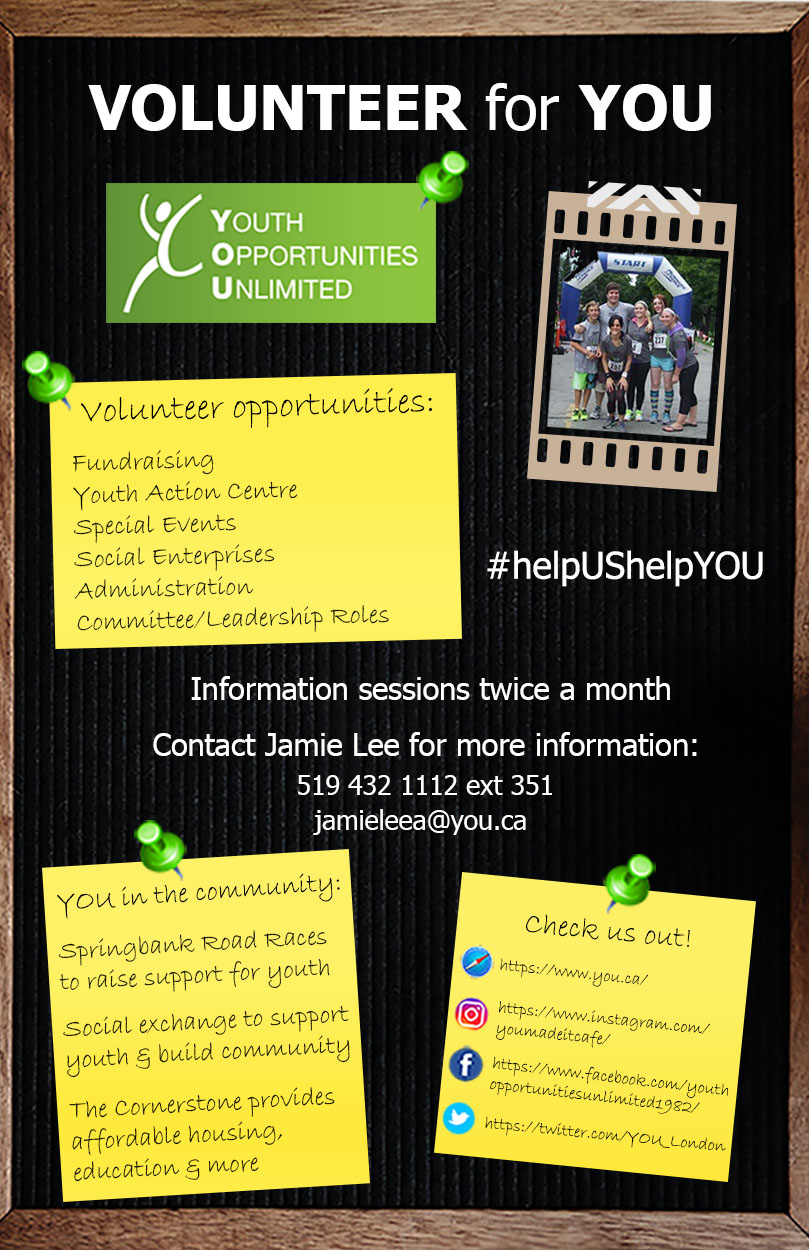 VOLUNTEER for YOU
YOUTH
OPPORTUNITIES
UNLIMITED
START
237
Volunteer opportunities:
Fundraising
Youth Action Centre
Special Events
Social Enterprises
Administration
Committee/Leadership Roles
#helpUShelpYOU
Information sessions twice a month
Contact Jamie Lee for more information:
519 432 1112 ext 351
jamieleea@you.ca
YOU in the community:
Springbank Road Races
to raise support for youth
Social exchange to support
youth & build community
The Cornerstone provides
affordable housing,
education & more
Check us out!
https://www.you.ca/
https://www.instagram.com/
youmadeitcafe/
https://www.facebook.com/youth
opportunitiesunlimited1982/
https://twitter.com/YOU_London